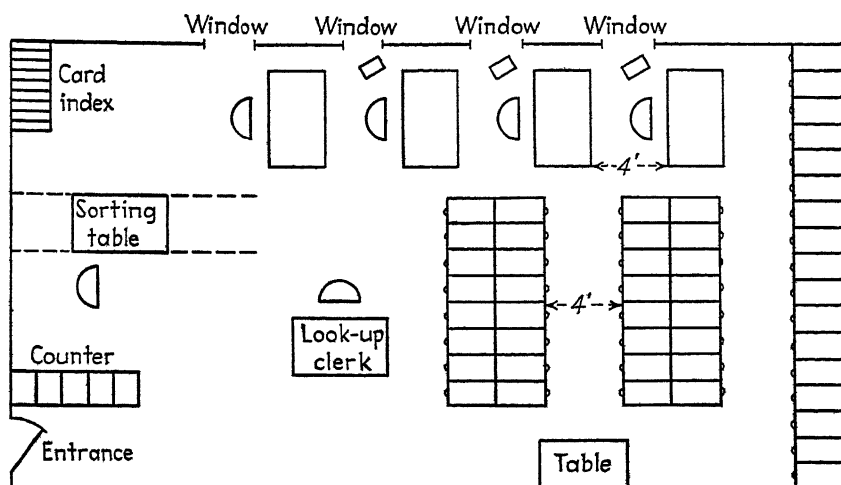 Window Window Window Window
Card
index
4'
Sorting
table
4'
Look-up
clerk
Counter
Entrance
Table